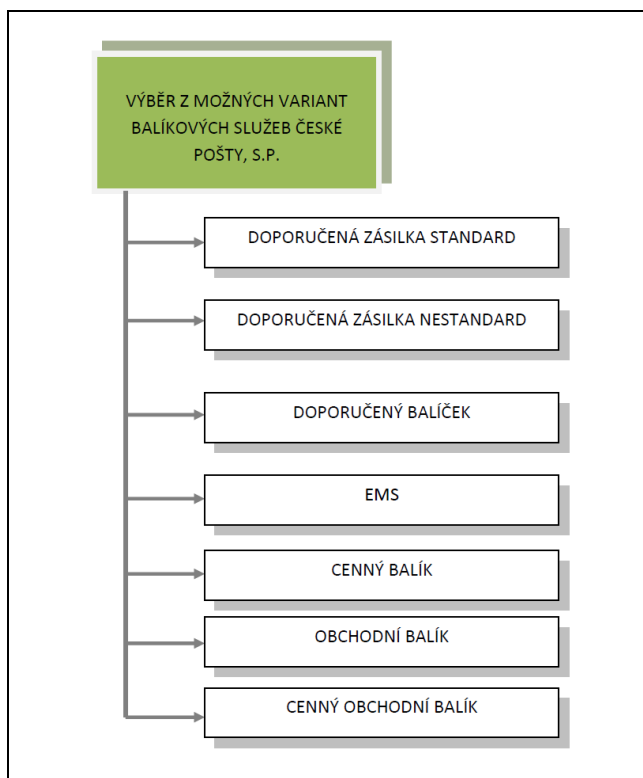 VÝBĚR Z MOŽNÝCH VARIANT
BALÍKOVÝCH SLUŽEB ČESKÉ
POŠTY, S.P.
DOPORUČENÁ ZÁSILKA STANDARD
DOPORUČENÁ ZÁSILKA NESTANDARD
DOPORUČENÝ BALÍČEK
EMS
CENNÝ BALÍK
OBCHODNÍ BALÍK
CENNÝ OBCHODNÍ BALÍK